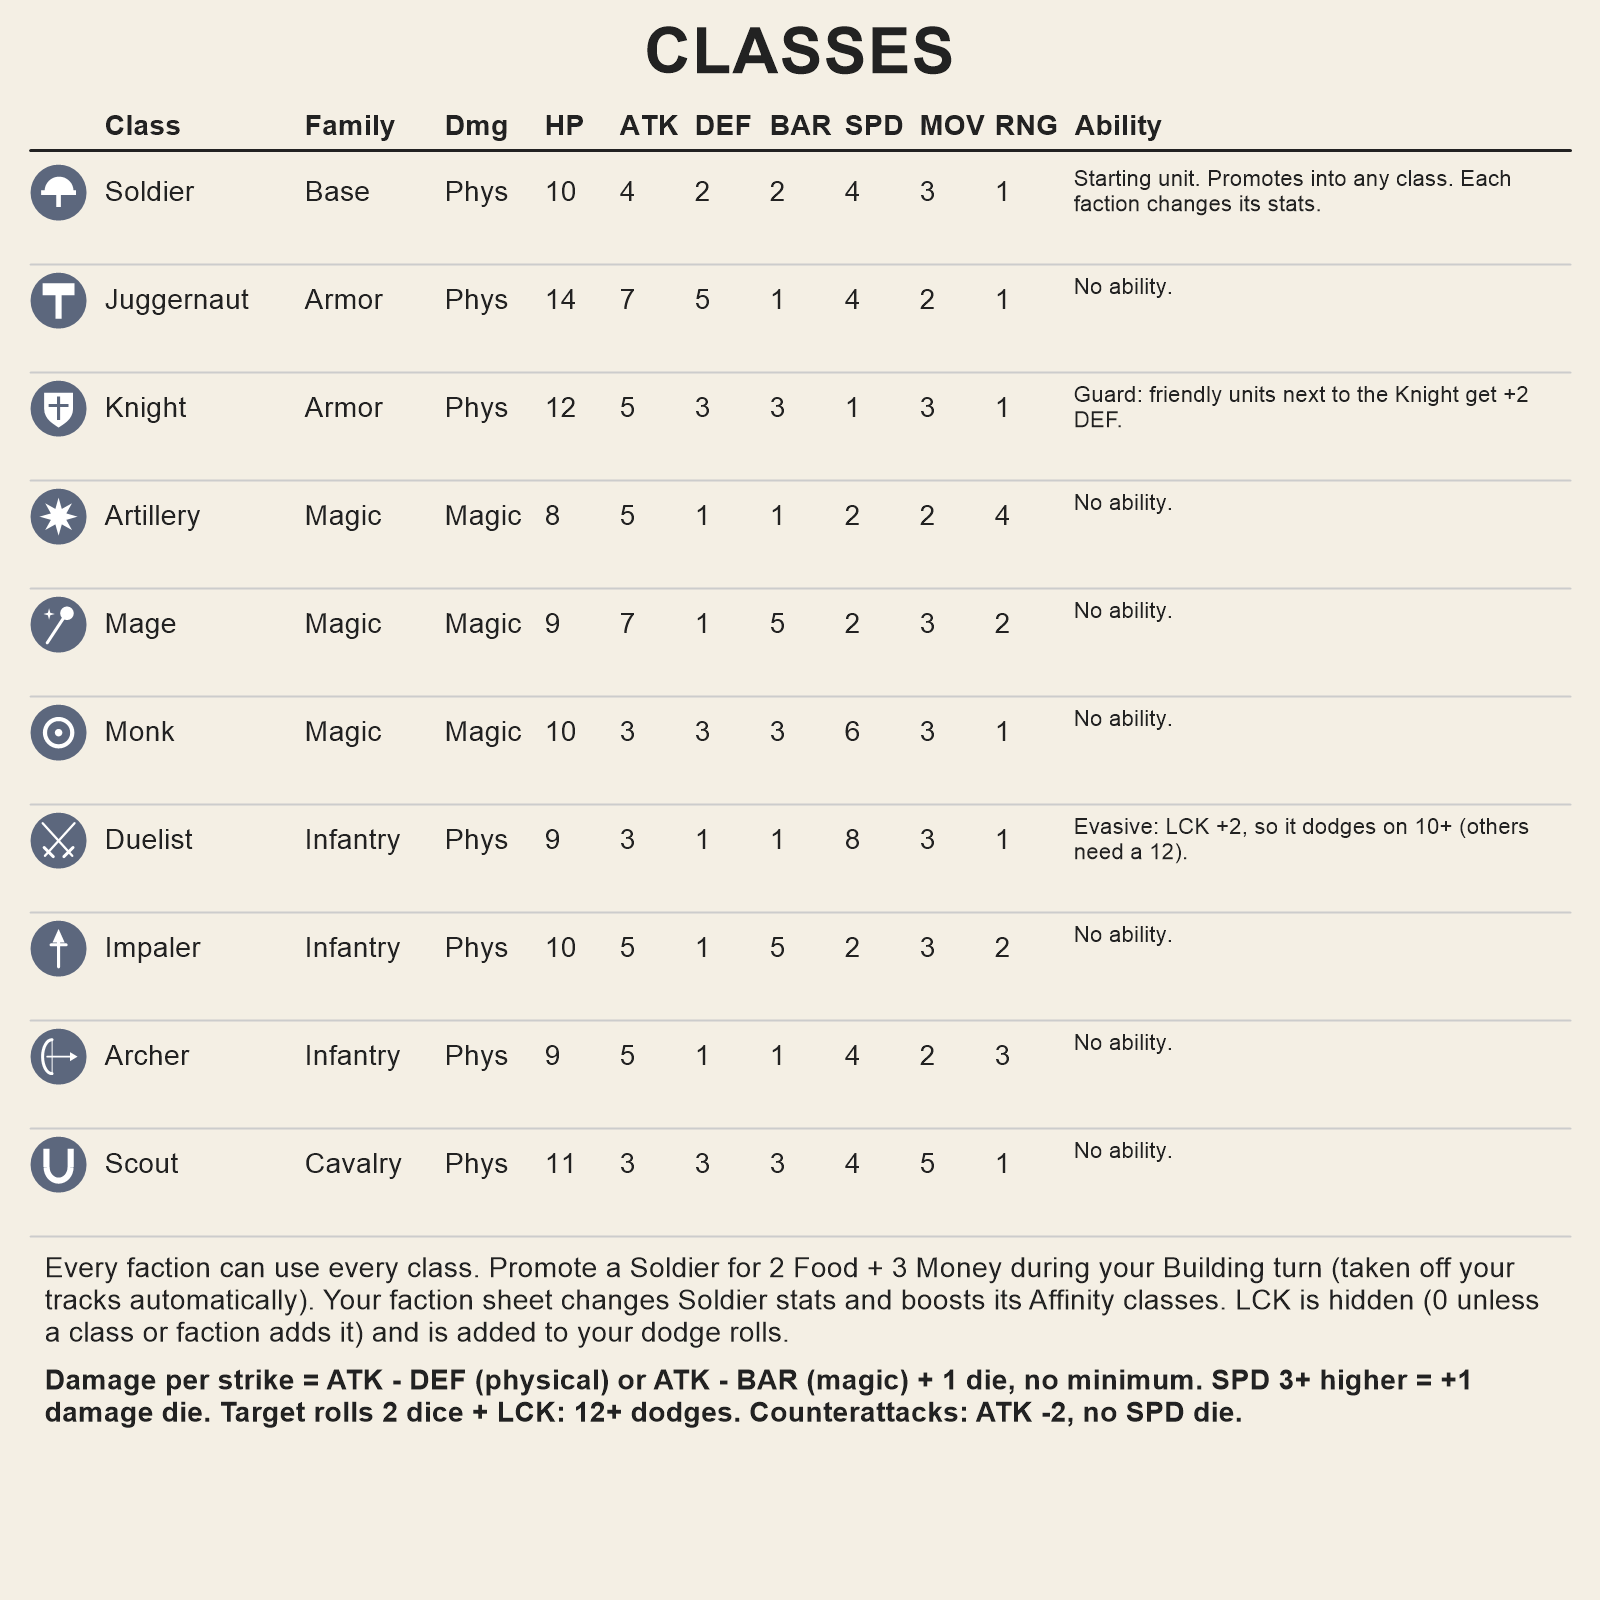 CLASSES
Class Family Dmg HP ATK DEF BAR SPD MOV RNG Ability
Soldier Base Phys 10 4 2 2 4 3 1 Starting unit. Promotes into any class. Each
faction changes its stats.
Juggernaut Armor Phys 14 7 5 1 4 2 1 No ability.
Knight Armor Phys 12 5 3 3 1 3 1 Guard: friendly units next to the Knight get +2
DEF.
Artillery Magic Magic 8 5 1 1 2 2 4 No ability.
Mage Magic Magic 9 7 1 5 2 3 2 No ability.
Monk Magic Magic 10 3 3 3 6 3 1 No ability.
Duelist Infantry Phys 9 3 1 1 8 3 1 Evasive: LCK +2, so it dodges on 10+ (others
need a 12).
Impaler Infantry Phys 10 5 1 5 2 3 2 No ability.
Archer Infantry Phys 9 5 1 1 4 2 3 No ability.
Scout Cavalry Phys 11 3 3 3 4 5 1 No ability.
Every faction can use every class. Promote a Soldier for 2 Food + 3 Money during your Building turn (taken off your
tracks automatically). Your faction sheet changes Soldier stats and boosts its Affinity classes. LCK is hidden (0 unless
a class or faction adds it) and is added to your dodge rolls.
Damage per strike = ATK - DEF (physical) or ATK - BAR (magic) + 1 die, no minimum. SPD 3+ higher = +1
damage die. Target rolls 2 dice + LCK: 12+ dodges. Counterattacks: ATK -2, no SPD die.